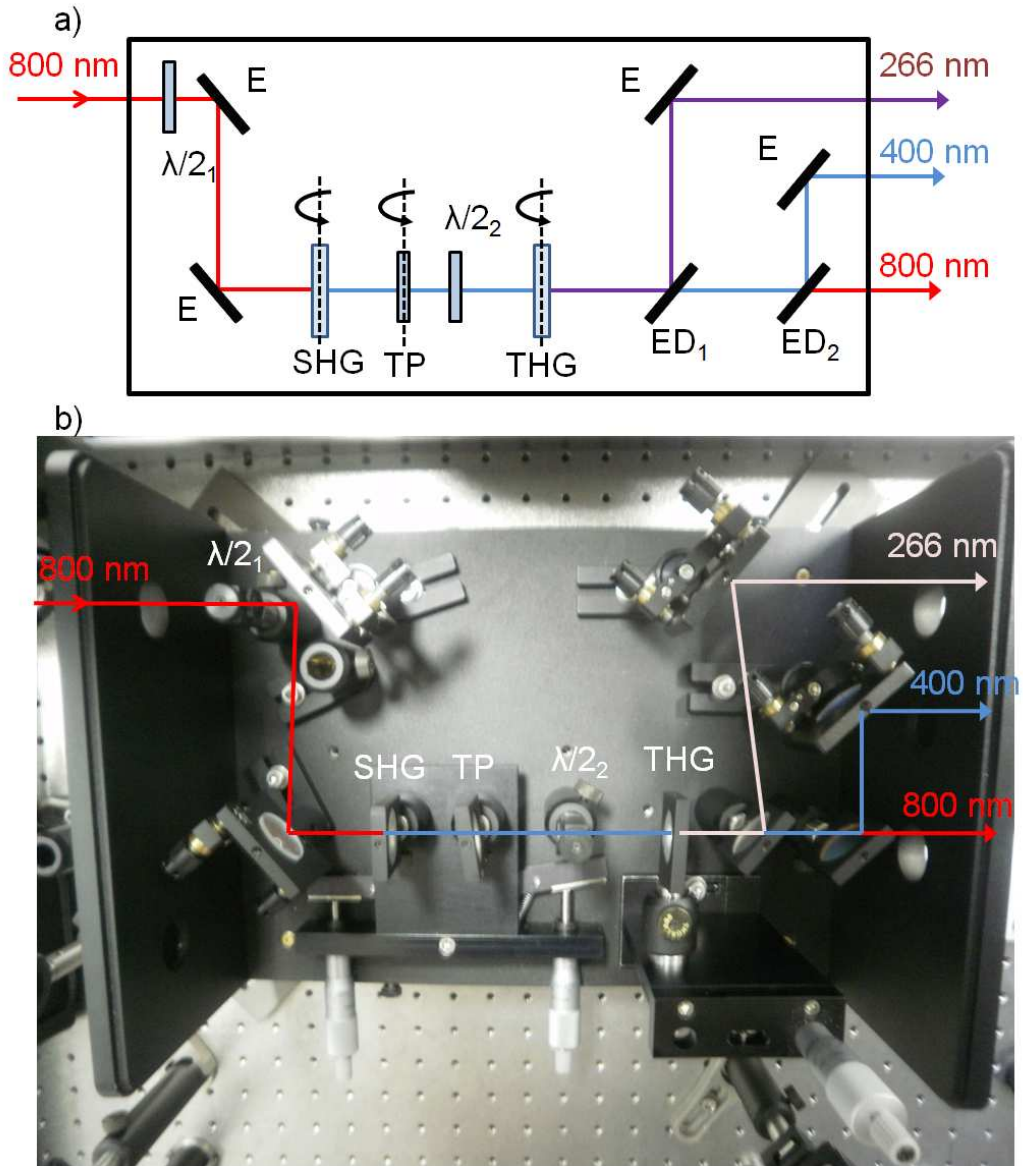 a)
800 nm
E
266 nm
λ/2₁
E
400 nm
λ/2₂
E
800 nm
SHG
TP
THG
ED₁
ED₂
b)
λ/2₁
800 nm
266 nm
400 nm
SHG
TP
λ/2₂
THG
800 nm